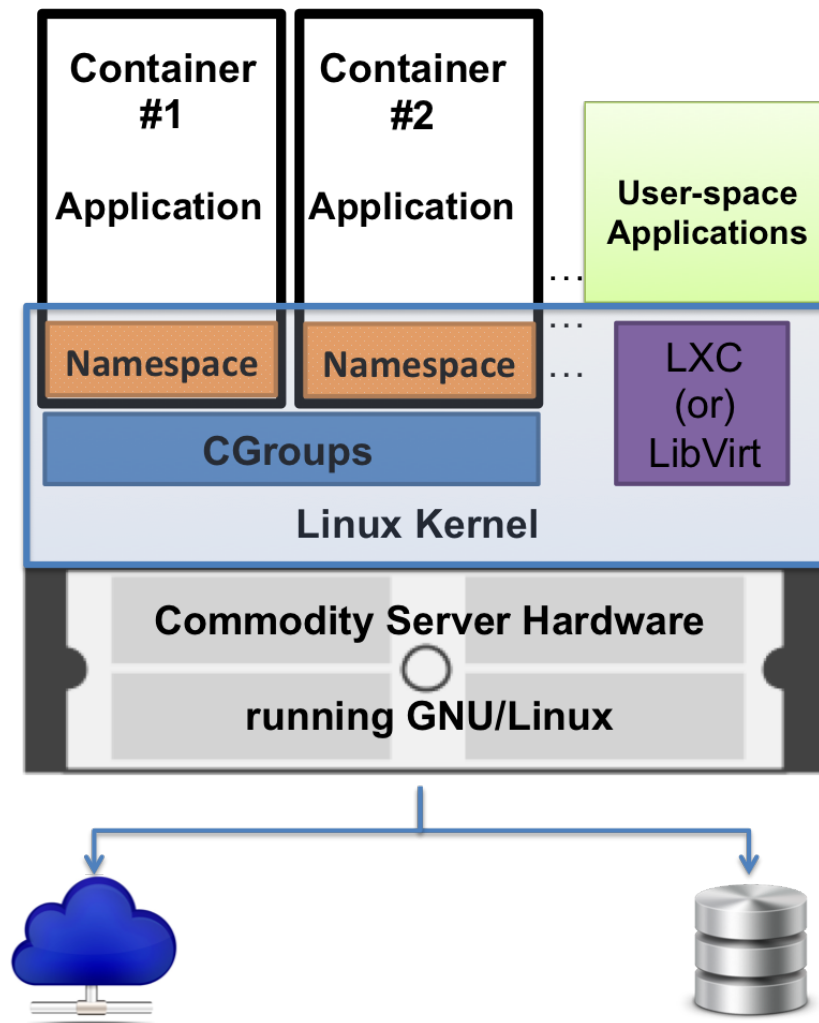 Container
#1
Application
Container
#2
Application
User-space
Applications
…
…
…
Namespace
Namespace
LXC
(or)
LibVirt
CGroups
Linux Kernel
Commodity Server Hardware
running GNU/Linux